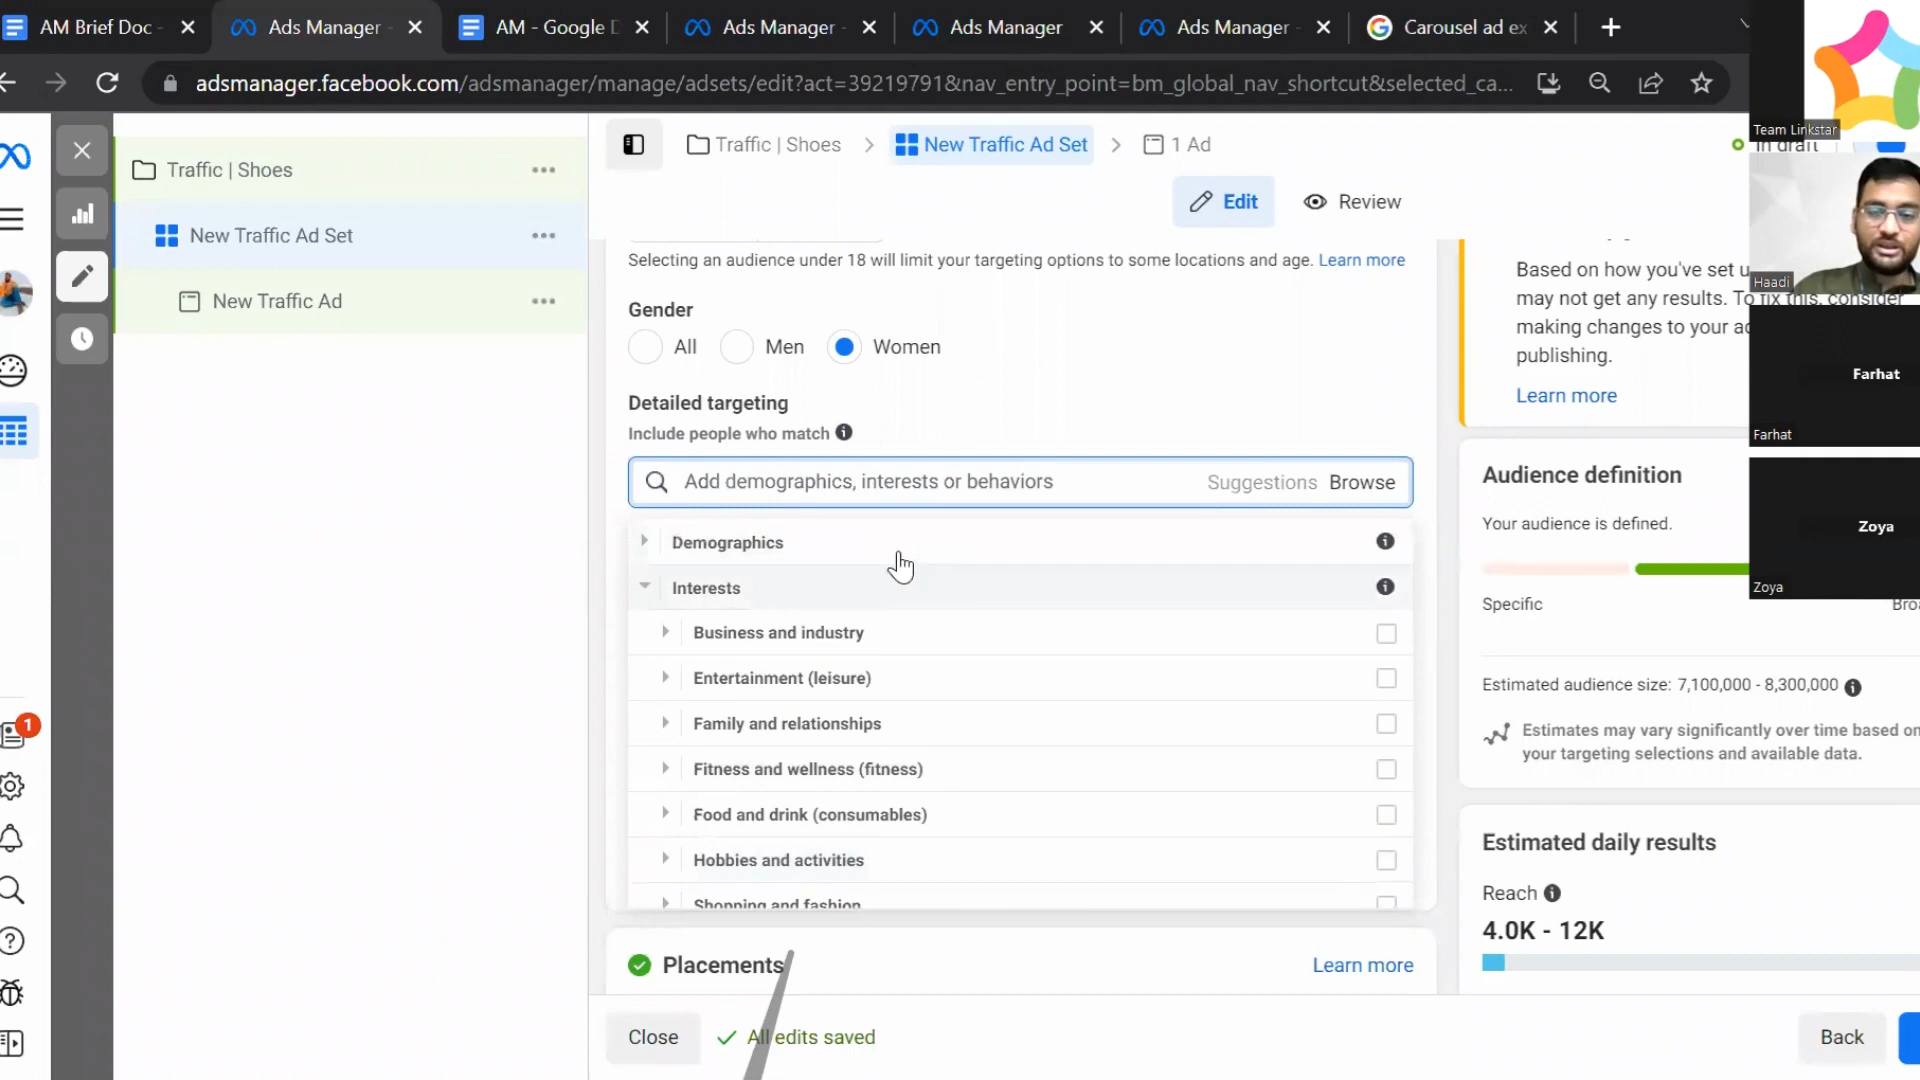 AM Brief Doc -
Ads Manager -
AM - Google D
Ads Manager -
Ads Manager
Ads Manager -
Carousel ad ex
adsmanager.facebook.com/adsmanager/manage/adsets/edit?act=39219791&nav_entry_point=bm_global_nav_shortcut&selected_ca...
Team Linkstar
Traffic | Shoes
New Traffic Ad Set
1 Ad
In draft
Edit
Review
Traffic | Shoes
New Traffic Ad Set
New Traffic Ad
Selecting an audience under 18 will limit your targeting options to some locations and age. Learn more
Gender
All
Men
Women
Detailed targeting
Include people who match
Add demographics, interests or behaviors
Suggestions
Browse
Demographics
Interests
Business and industry
Entertainment (leisure)
Family and relationships
Fitness and wellness (fitness)
Food and drink (consumables)
Hobbies and activities
Shopping and fashion
Placements
Learn more
Close
All edits saved
Back
Based on how you've set u
may not get any results. To fix this, consider
making changes to your ad
publishing.
Learn more
Haadi
Farhat
Farhat
Zoya
Zoya
Audience definition
Your audience is defined.
Specific
Broa
Estimated audience size: 7,100,000 - 8,300,000
Estimates may vary significantly over time based on
your targeting selections and available data.
Estimated daily results
Reach
4.0K - 12K
1